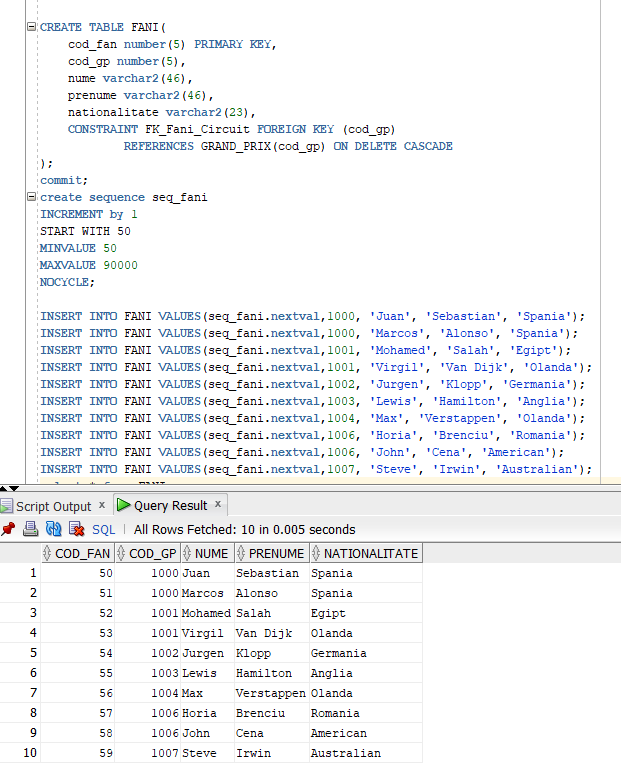 CREATE TABLE FANI(
cod_fan number(5) PRIMARY KEY,
cod_gp number(5),
nume varchar2(46),
prenume varchar2(46),
nationalitate varchar2(23),
CONSTRAINT FK_Fani_Circuit FOREIGN KEY (cod_gp)
REFERENCES GRAND_PRIX(cod_gp) ON DELETE CASCADE
);
commit;
create sequence seq_fani
INCREMENT by 1
START WITH 50
MINVALUE 50
MAXVALUE 90000
NOCYCLE;
INSERT INTO FANI VALUES(seq_fani.nextval,1000, 'Juan', 'Sebastian', 'Spania');
INSERT INTO FANI VALUES(seq_fani.nextval,1000, 'Marcos', 'Alonso', 'Spania');
INSERT INTO FANI VALUES(seq_fani.nextval,1001, 'Mohamed', 'Salah', 'Egipt');
INSERT INTO FANI VALUES(seq_fani.nextval,1001, 'Virgil', 'Van Dijk', 'Olanda');
INSERT INTO FANI VALUES(seq_fani.nextval,1002, 'Jurgen', 'Klopp', 'Germania');
INSERT INTO FANI VALUES(seq_fani.nextval,1003, 'Lewis', 'Hamilton', 'Anglia');
INSERT INTO FANI VALUES(seq_fani.nextval,1004, 'Max', 'Verstappen', 'Olanda');
INSERT INTO FANI VALUES(seq_fani.nextval,1006, 'Horia', 'Brenciu', 'Romania');
INSERT INTO FANI VALUES(seq_fani.nextval,1006, 'John', 'Cena', 'American');
INSERT INTO FANI VALUES(seq_fani.nextval,1007, 'Steve', 'Irwin', 'Australian');
Script Output x Query Result x
SQL | All Rows Fetched: 10 in 0.005 seconds
COD_FAN COD_GP NUME PRENUME NATIONALITATE
1 50 1000 Juan Sebastian Spania
2 51 1000 Marcos Alonso Spania
3 52 1001 Mohamed Salah Egipt
4 53 1001 Virgil Van Dijk Olanda
5 54 1002 Jurgen Klopp Germania
6 55 1003 Lewis Hamilton Anglia
7 56 1004 Max Verstappen Olanda
8 57 1006 Horia Brenciu Romania
9 58 1006 John Cena American
10 59 1007 Steve Irwin Australian